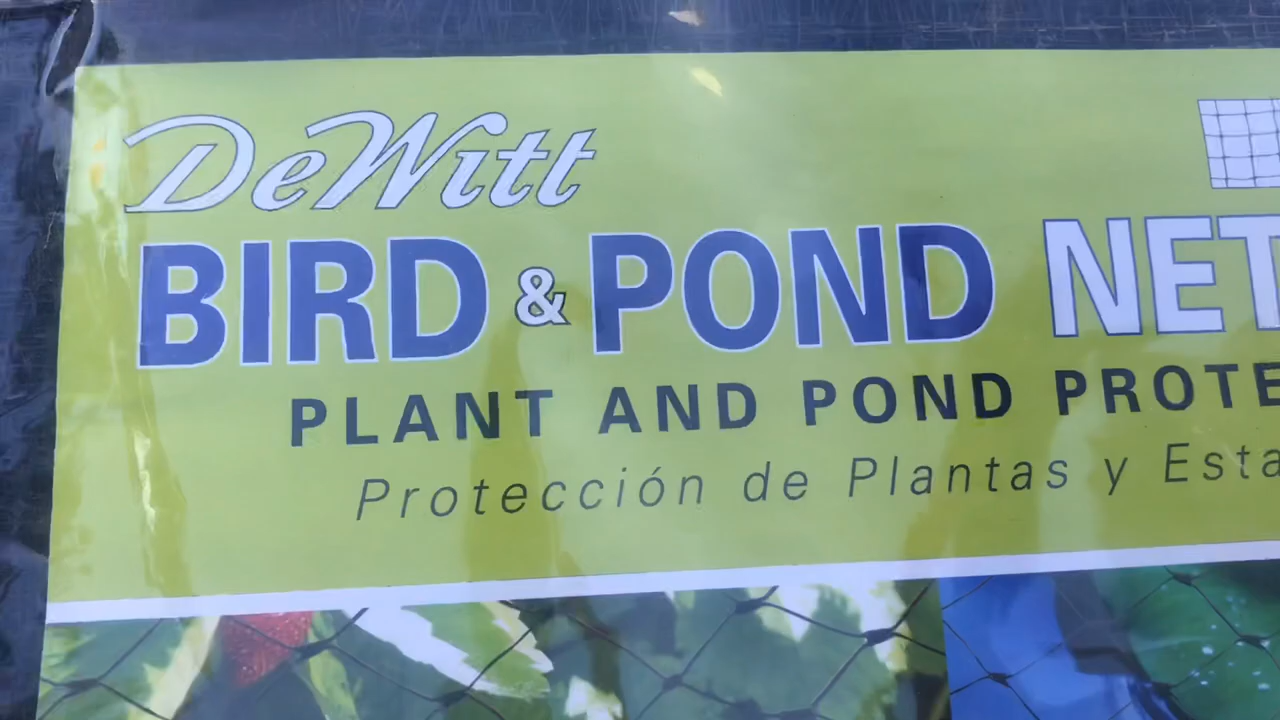 DeWitt
BIRD & POND NET
PLANT AND POND PROTE
Protección de Plantas y Esta